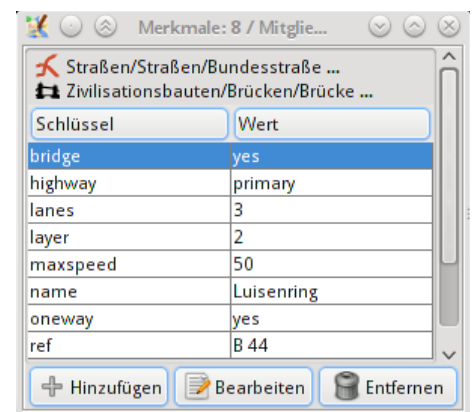 Merkmale: 8 / Mitglie...
Straßen/Straßen/Bundesstraße ...
Zivilisationsbauten/Brücken/Brücke ...
Schlüssel Wert
bridge yes
highway primary
lanes 3
layer 2
maxspeed 50
name Luisenring
oneway yes
ref B 44
Hinzufügen Bearbeiten Entfernen